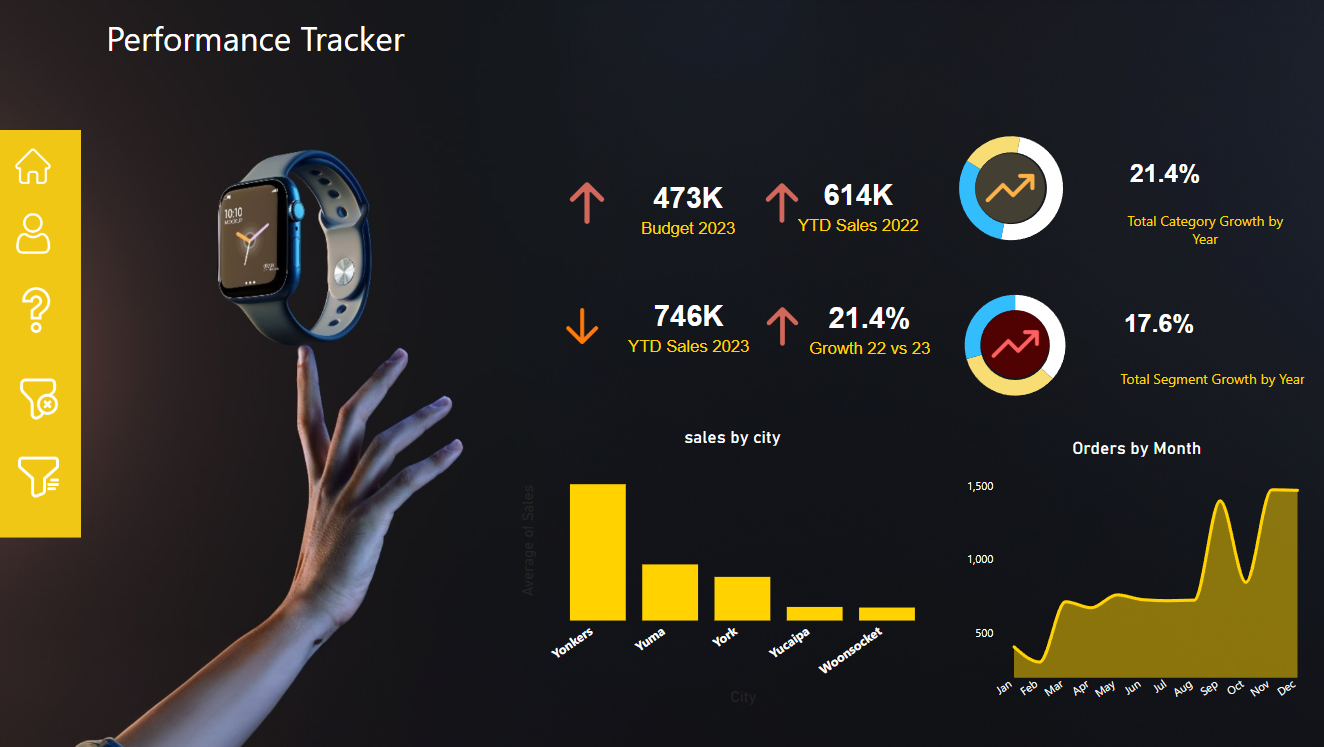 Performance Tracker
10:10
473K
Budget 2023
614K
YTD Sales 2022
21.4%
Total Category Growth by
Year
746K
YTD Sales 2023
21.4%
Growth 22 vs 23
17.6%
Total Segment Growth by Year
sales by city
Average of Sales
Yonkers
Yuma
York
Yucaipa
Woonsocket
City
Orders by Month
1,500
1,000
500
Jan
Feb
Mar
Apr
May
Jun
Jul
Aug
Sep
Oct
Nov
Dec